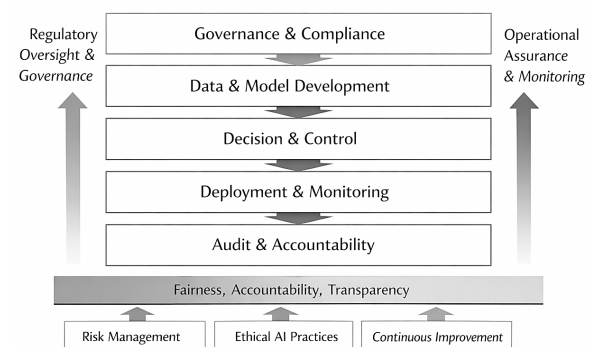 Governance & Compliance
Regulatory
Oversight &
Governance
Operational
Assurance
& Monitoring
Data & Model Development
Decision & Control
Deployment & Monitoring
Audit & Accountability
Fairness, Accountability, Transparency
Risk Management
Ethical AI Practices
Continuous Improvement